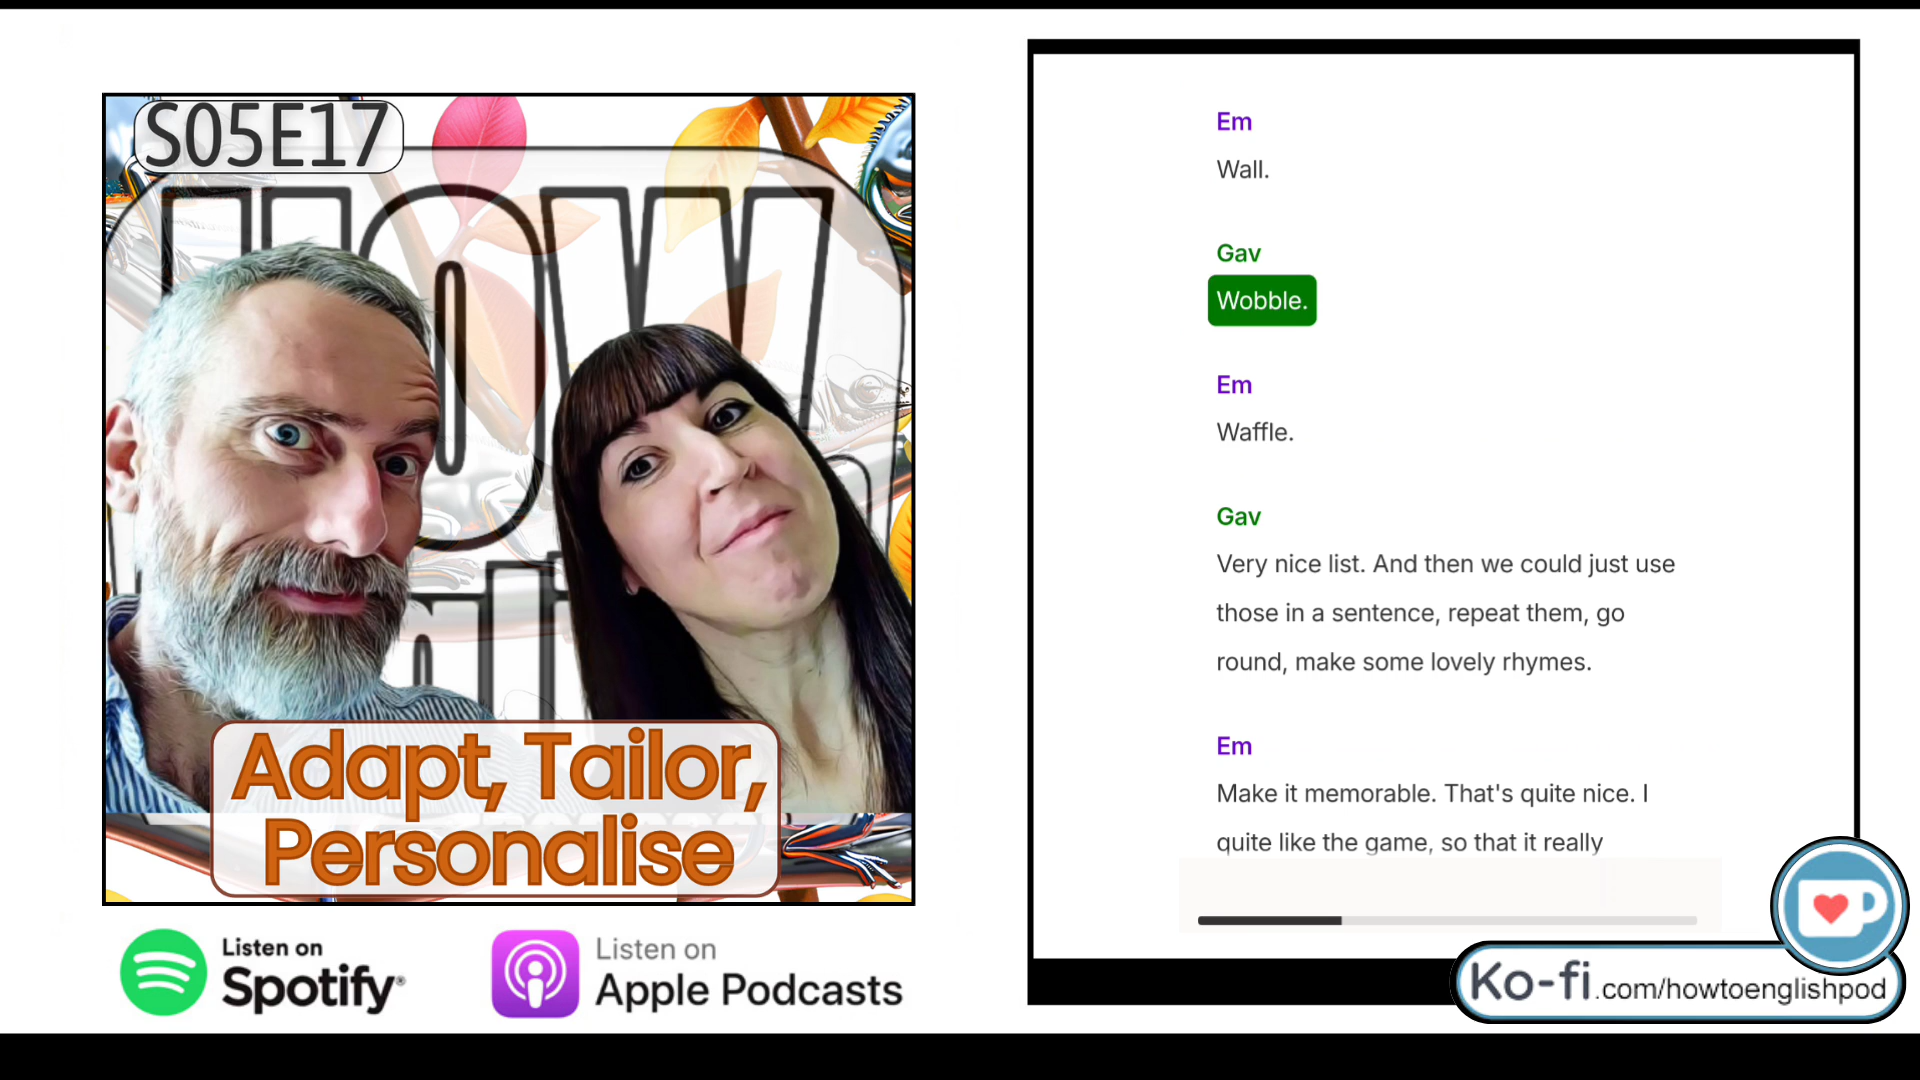 S05E17
HOW
Adapt, Tailor,
Personalise
Listen on
Spotify®
Listen on
Apple Podcasts
Em
Wall.
Gav
Wobble.
Em
Waffle.
Gav
Very nice list. And then we could just use
those in a sentence, repeat them, go
round, make some lovely rhymes.
Em
Make it memorable. That's quite nice. I
quite like the game, so that it really
Ko-fi.com/howtoenglishpod